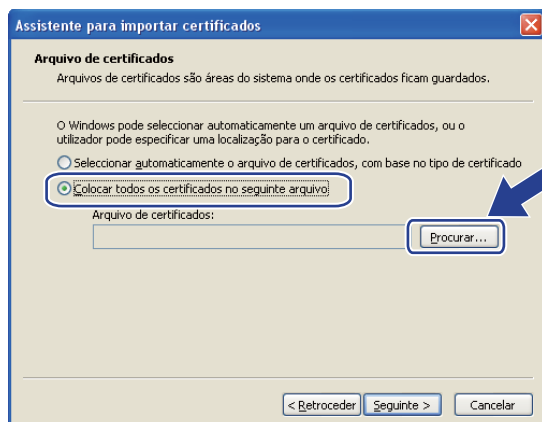 Assistente para importar certificados
Arquivo de certificados
Arquivos de certificados são áreas do sistema onde os certificados ficam guardados.
O Windows pode seleccionar automaticamente um arquivo de certificados, ou o
utilizador pode especificar uma localização para o certificado.
Seleccionar automaticamente o arquivo de certificados, com base no tipo de certificado
Colocar todos os certificados no seguinte arquivo
Arquivo de certificados:
Procurar...
< Retroceder Seguinte > Cancelar